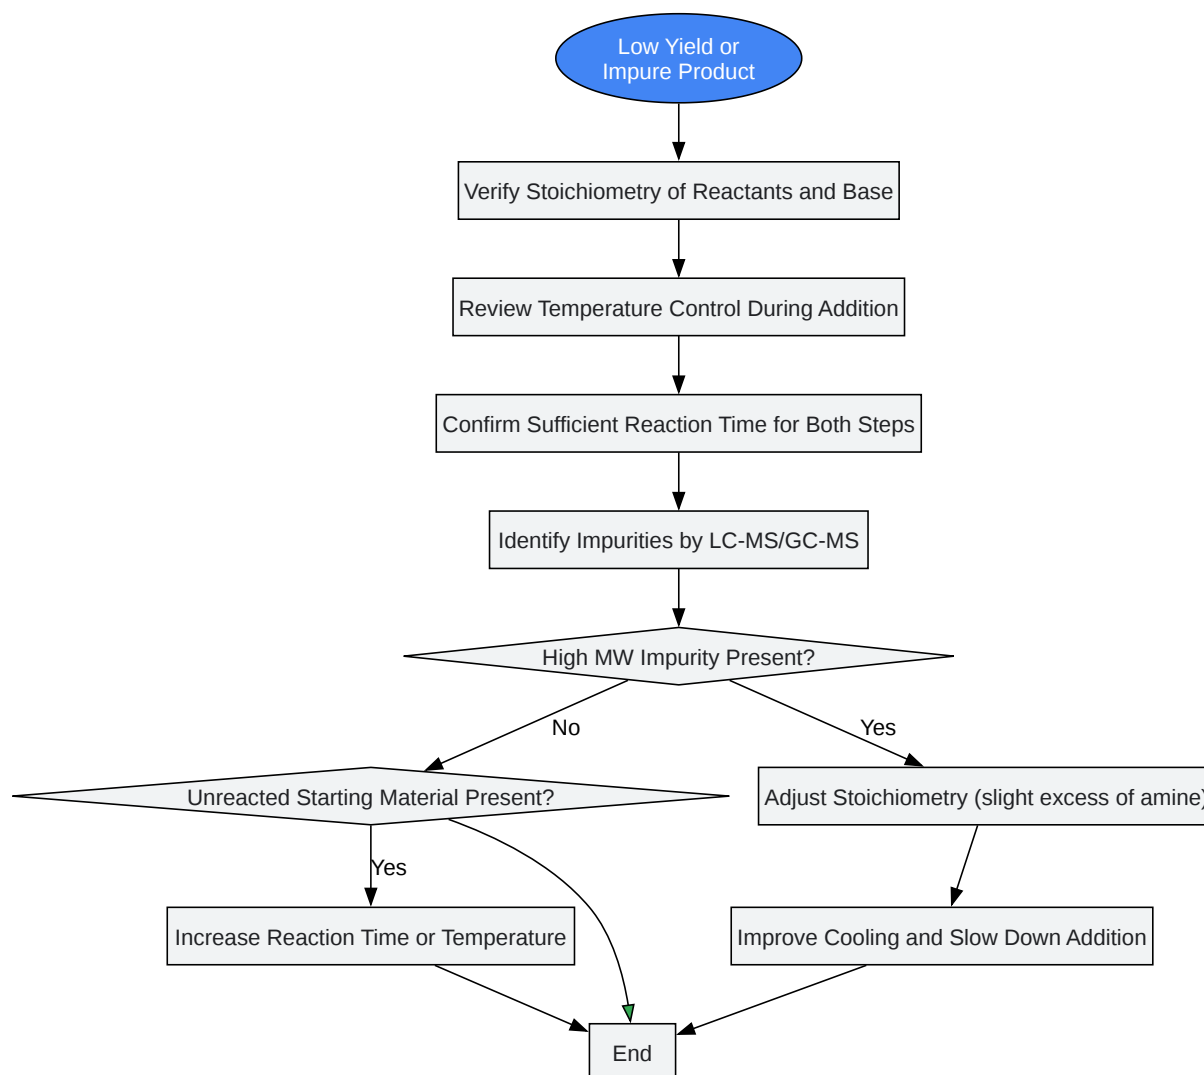 Low Yield or
Impure Product
Verify Stoichiometry of Reactants and Base
Review Temperature Control During Addition
Confirm Sufficient Reaction Time for Both Steps
Identify Impurities by LC-MS/GC-MS
High MW Impurity Present?
No
Yes
Unreacted Starting Material Present?
Adjust Stoichiometry (slight excess of amine)
Yes
Increase Reaction Time or Temperature
Improve Cooling and Slow Down Addition
End